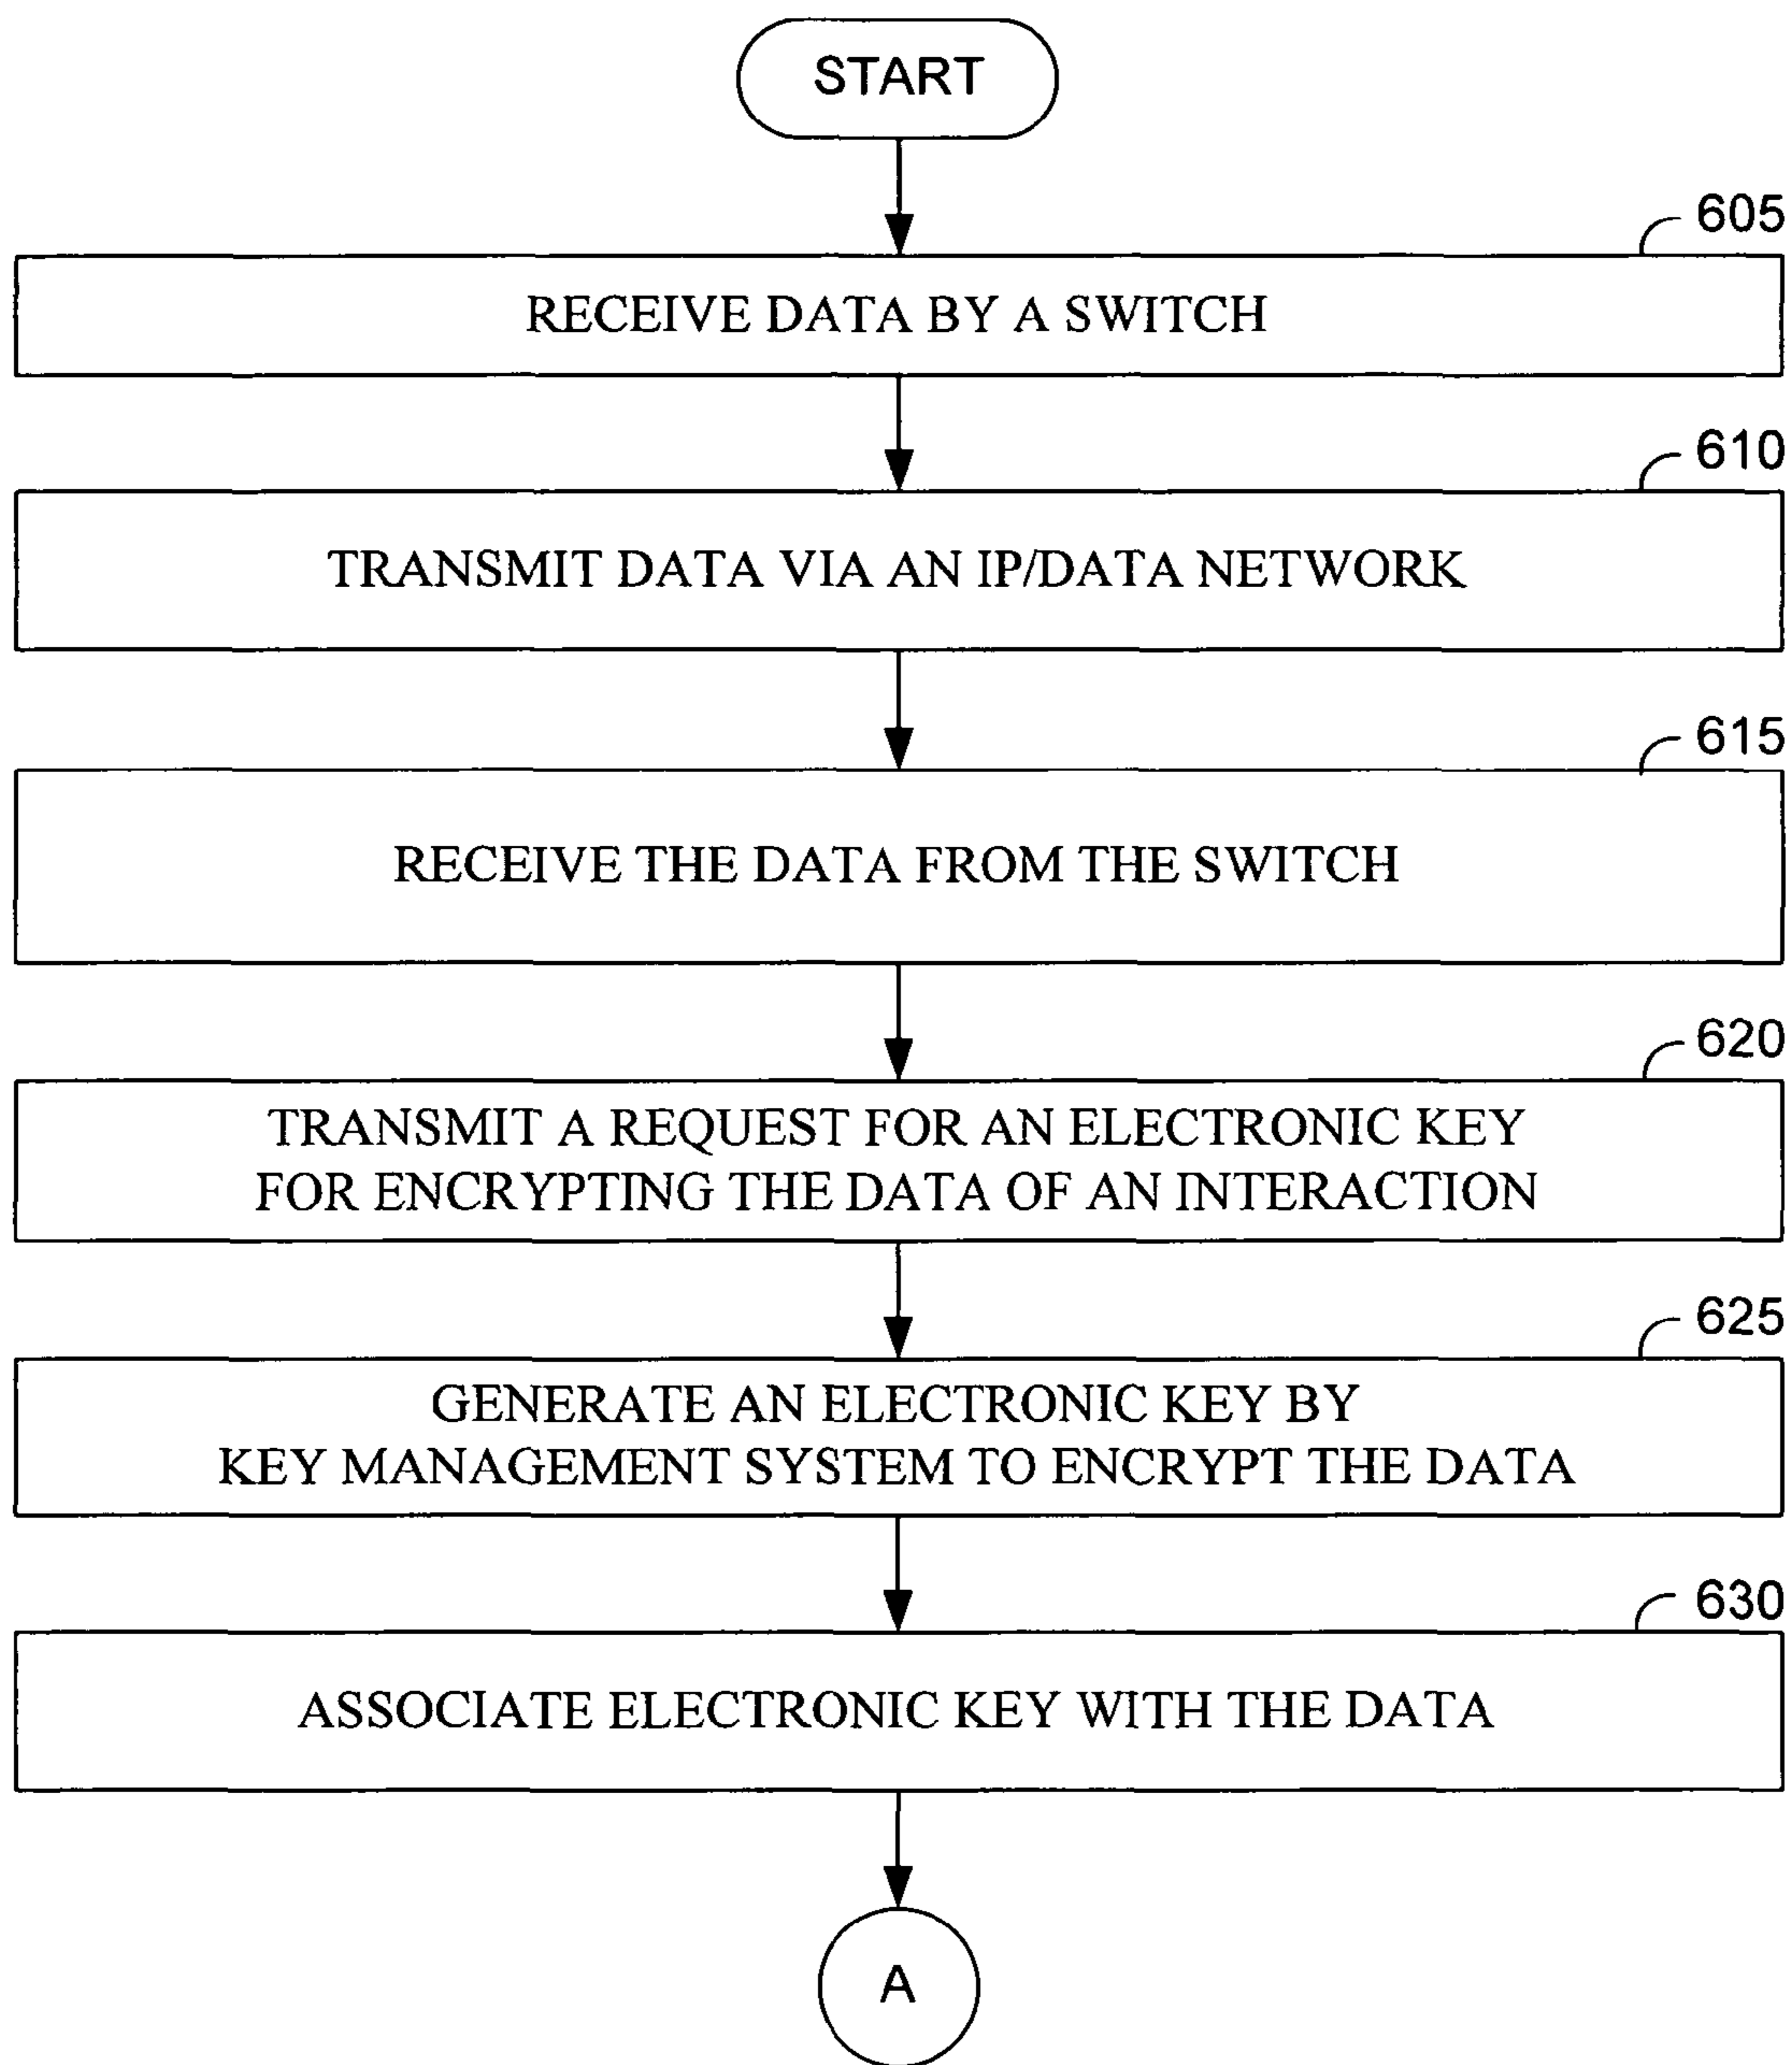 START
605
RECEIVE DATA BY A SWITCH
610
TRANSMIT DATA VIA AN IP/DATA NETWORK
615
RECEIVE THE DATA FROM THE SWITCH
620
TRANSMIT A REQUEST FOR AN ELECTRONIC KEY
FOR ENCRYPTING THE DATA OF AN INTERACTION
625
GENERATE AN ELECTRONIC KEY BY
KEY MANAGEMENT SYSTEM TO ENCRYPT THE DATA
630
ASSOCIATE ELECTRONIC KEY WITH THE DATA
A